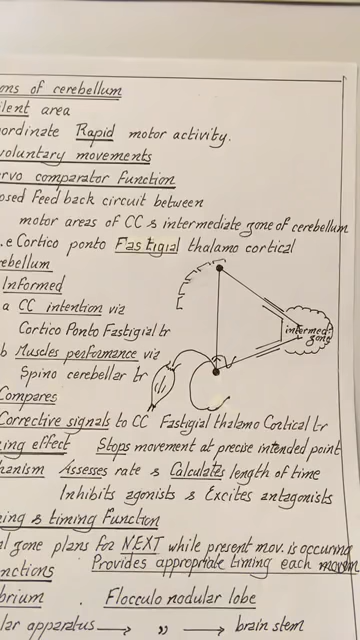 ons of cerebellum
ilent area
ordinate Rapid motor activity.
voluntary movements
ervo comparator function
osed feed back circuit between
motor areas of CC & intermediate zone of cerebellum
.e Cortico ponto Fastigial thalamo cortical
ebellum
Informed
a CC intention via
Cortico Ponto Fastigial tr
intermed: zone
b Muscles performance via
Spino cerebellar tr
Compares
Corrective signals to CC Fastigial thalamo Cortical tr
ing effect Stops movement at precise intended point
hanism Assesses rate & Calculates length of time
Inhibits agonists & Excites antagonists
ing & timing Function
al zone plans for NEXT while present mov. is occuring
nctions Provides appropriate timing each movem
brium Flocculo nodular lobe
lar apparatus → " → brain stem